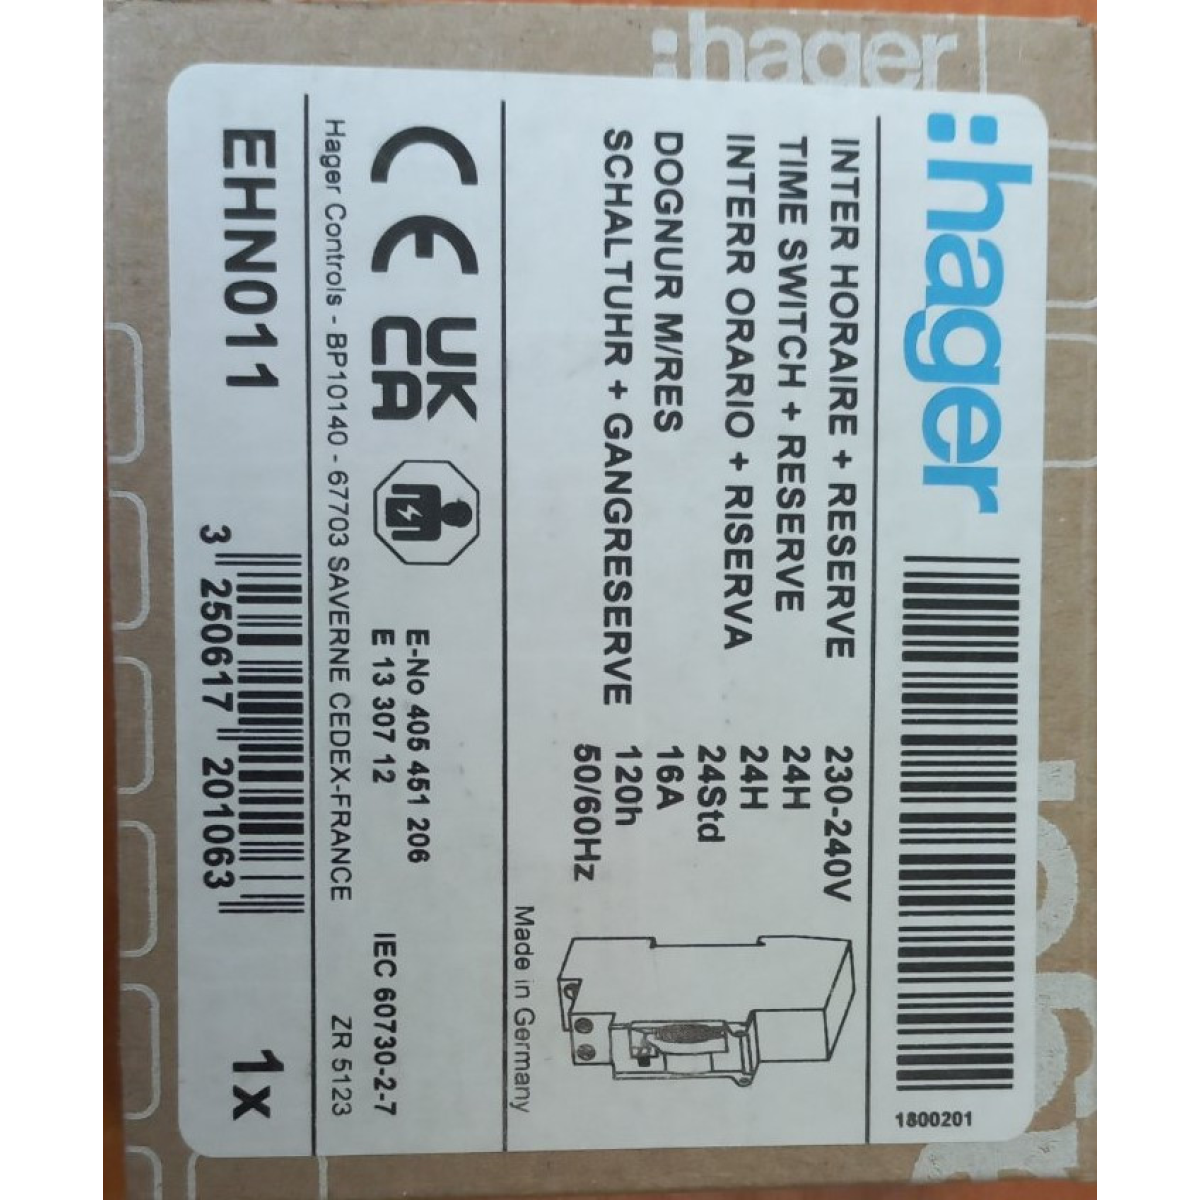 :hager
:hager
1800201
INTER HORAIRE + RESERVE
TIME SWITCH + RESERVE
INTERR ORARIO + RISERVA
DOGNUR M/RES
SCHALTUHR + GANGRESERVE
230-240V
24H
24H
24Std
16A
120h
50/60Hz
Made in Germany
CE
UK
CA
E-No 405 451 206
E 13 307 12
IEC 60730-2-7
Hager Controls - BP10140 - 67703 SAVERNE CEDEX-FRANCE
ZR 5123
EHN011
3 250617 201063
1x